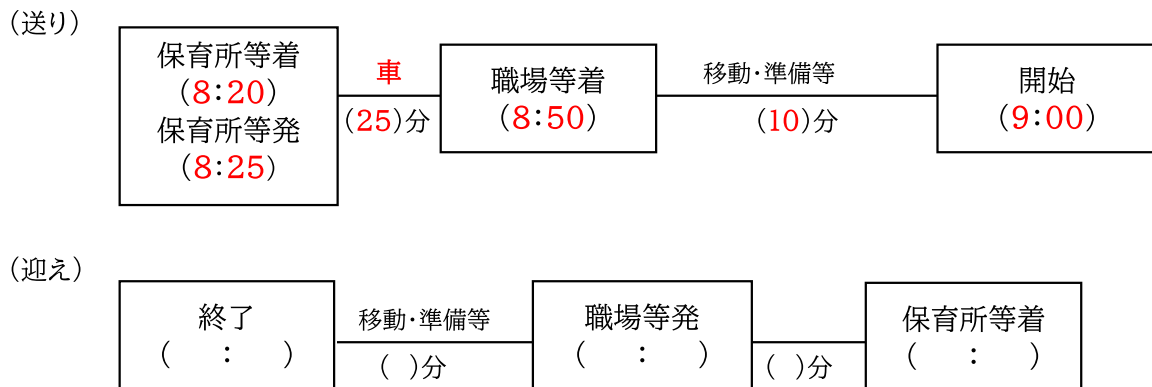 （送り）
保育所等着
（8:20）
保育所等発
（8:25）
車
（25）分
職場等着
（8:50）
移動・準備等
（10）分
開始
（9:00）
（迎え）
終了
（　：　）
移動・準備等
（　）分
職場等発
（　：　）
（　）分
保育所等着
（　：　）